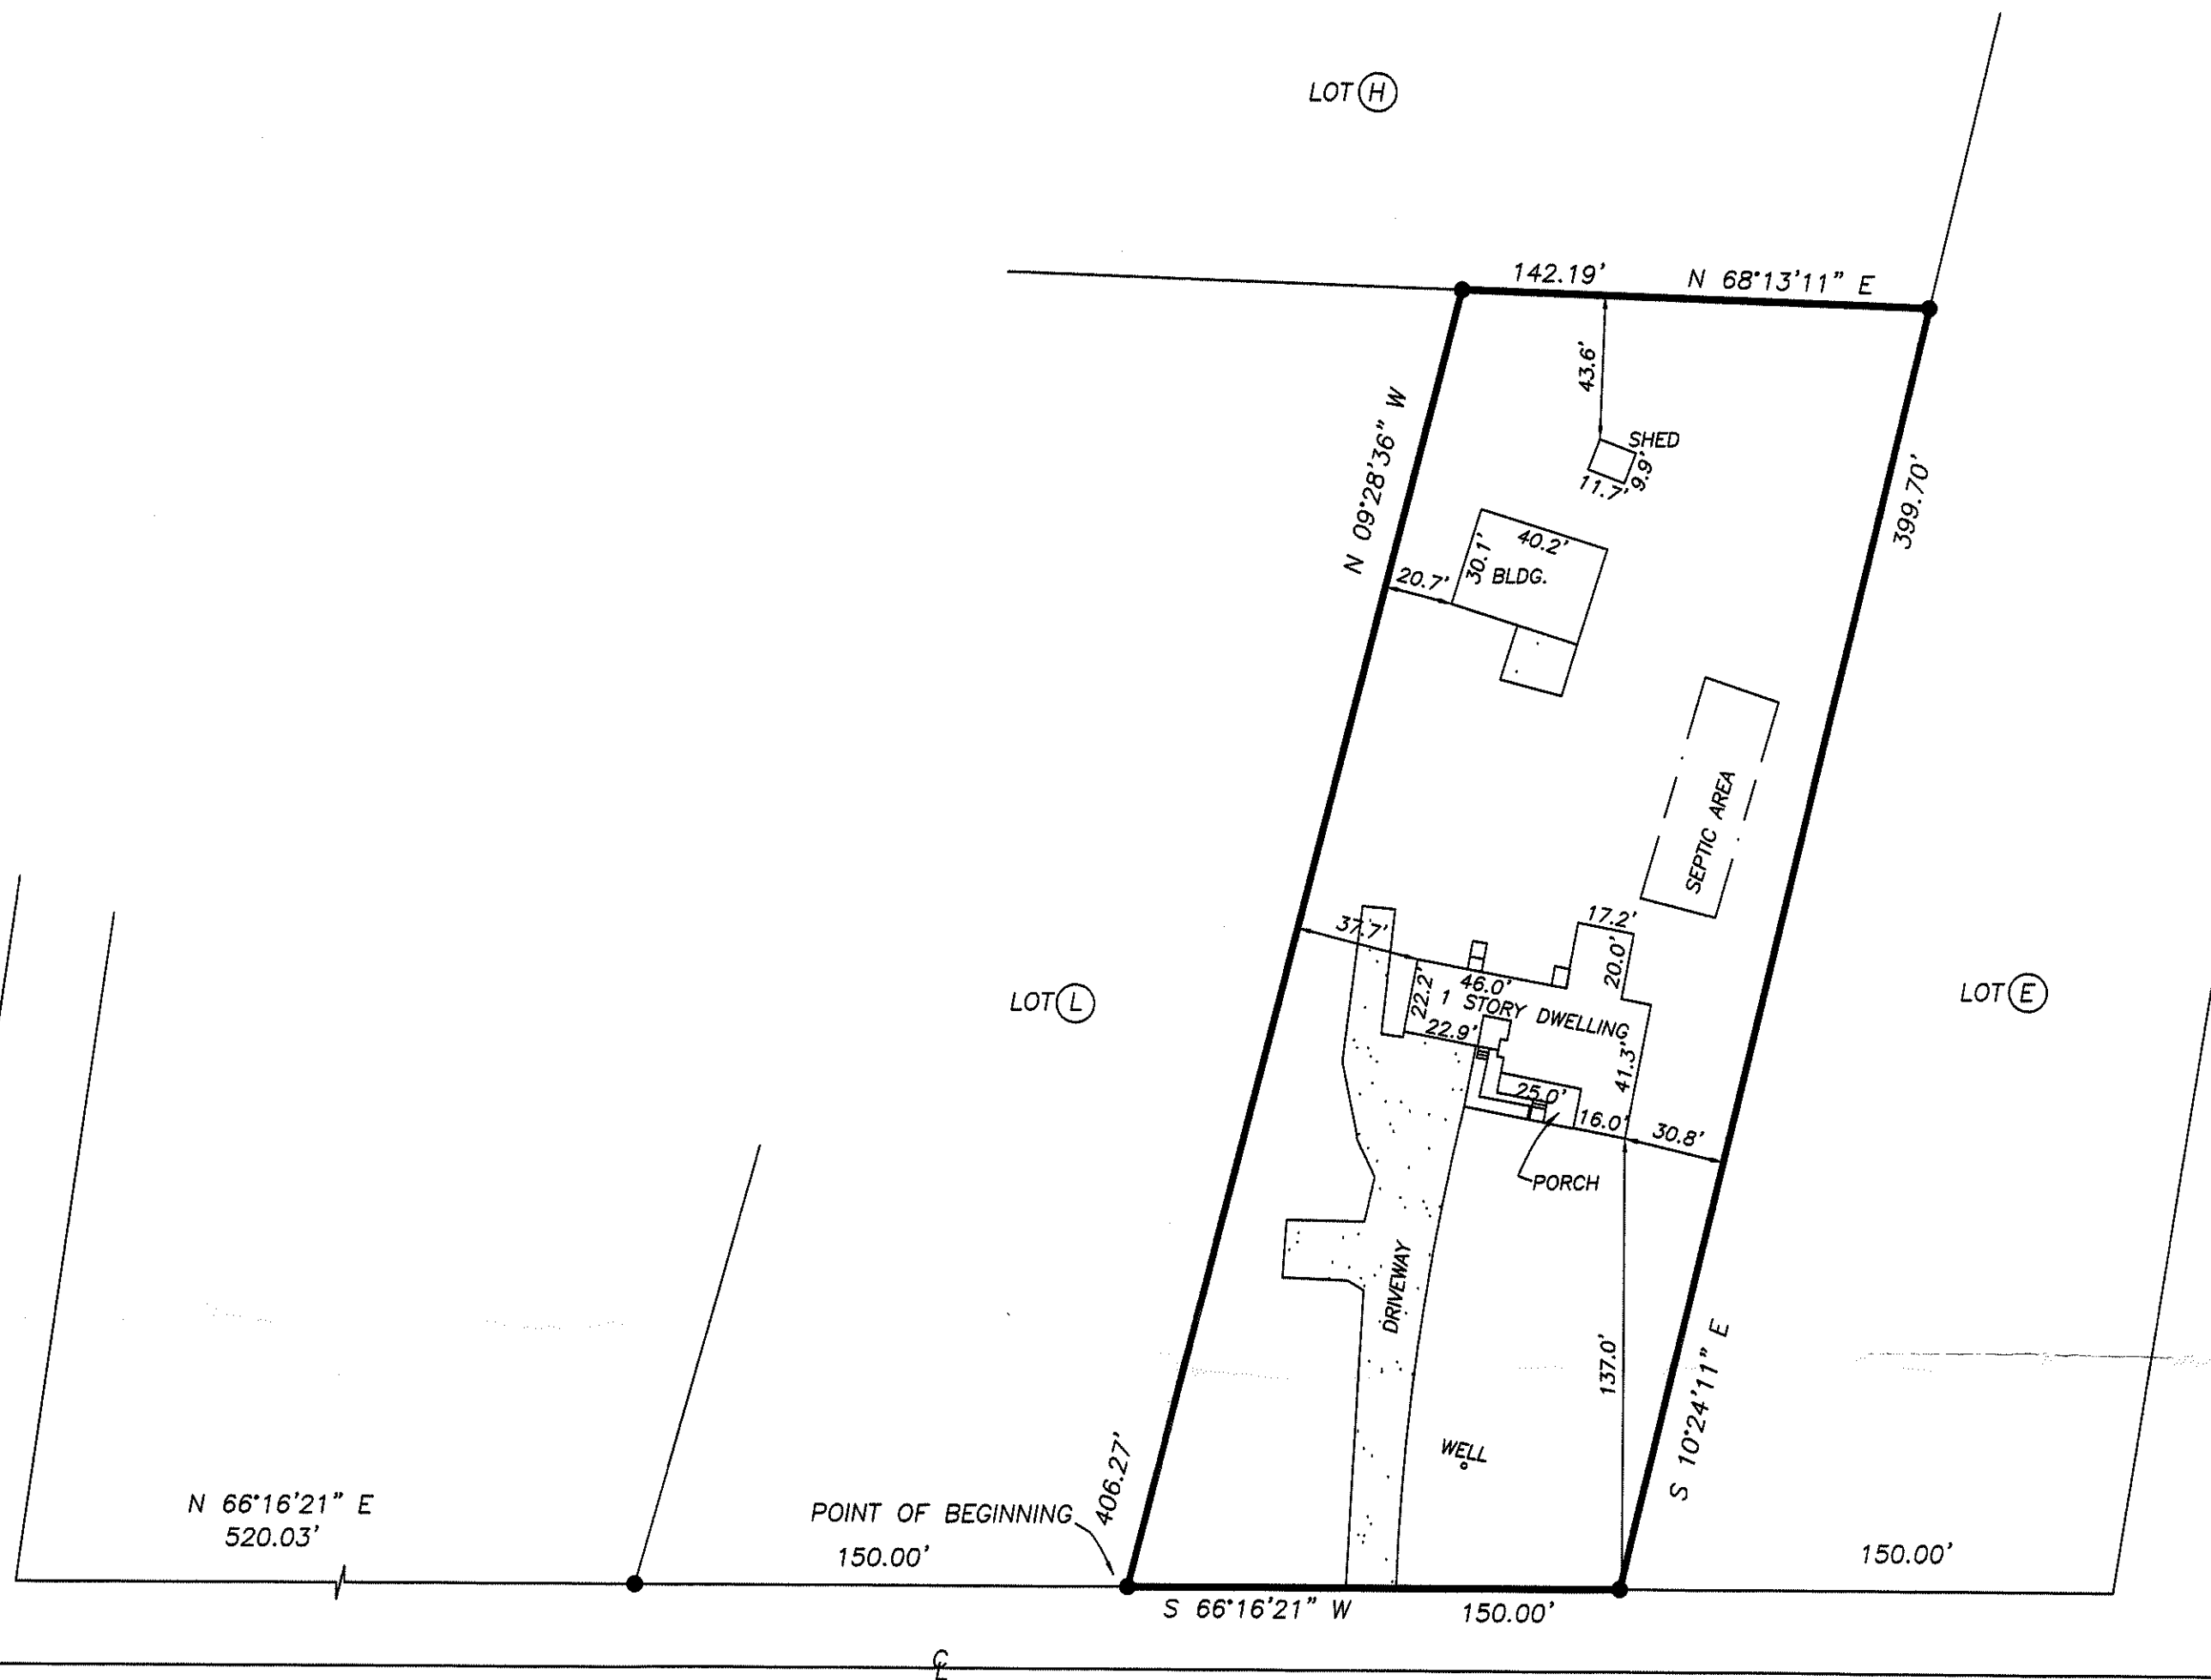 LOT H
142.19' N 68°13'11" E
43.6'
SHED
9.9'
11.7'
N 09°28'36" W
399.70'
40.2'
30.1'
BLDG.
20.7'
SEPTIC AREA
17.2'
20.0'
37.7'
46.0'
22.2'
1 STORY DWELLING
22.9'
41.3'
25.0'
16.0'
30.8'
PORCH
LOT L
LOT E
DRIVEWAY
137.0'
S 10°24'11" E
WELL
406.27'
N 66°16'21" E
520.03'
POINT OF BEGINNING
150.00'
150.00'
S 66°16'21" W 150.00'
℄